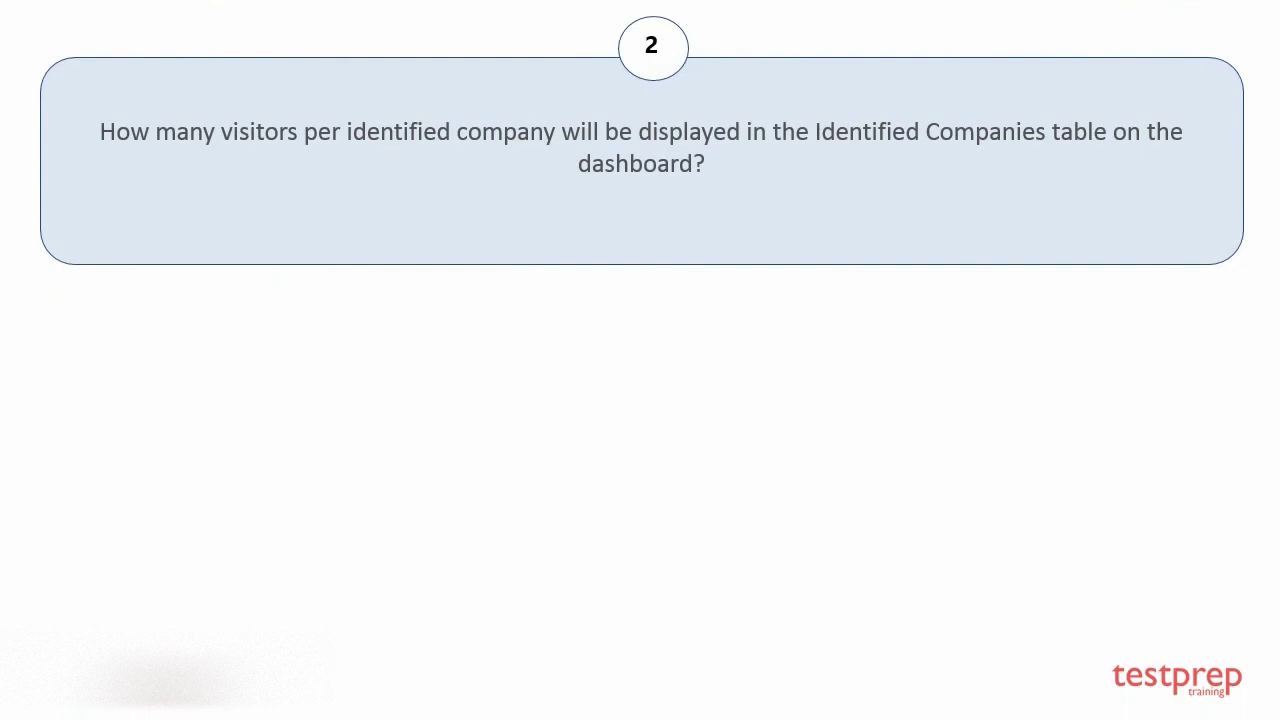 2
How many visitors per identified company will be displayed in the Identified Companies table on the
dashboard?
testprep
training